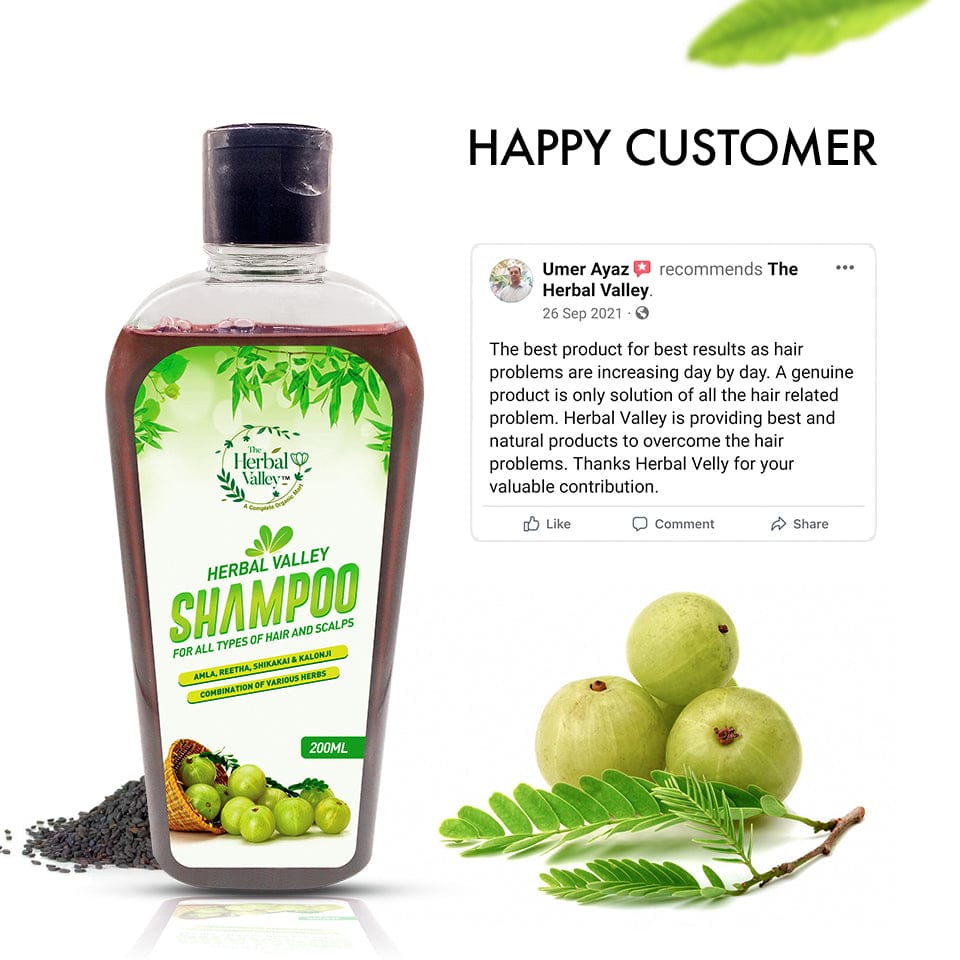 HAPPY CUSTOMER
Umer Ayaz recommends The
Herbal Valley.
26 Sep 2021 ·
The best product for best results as hair
problems are increasing day by day. A genuine
product is only solution of all the hair related
problem. Herbal Valley is providing best and
natural products to overcome the hair
problems. Thanks Herbal Velly for your
valuable contribution.
Like Comment Share
The
Herbal
Valley™
A Complete Organic Mart
HERBAL VALLEY
SHAMPOO
FOR ALL TYPES OF HAIR AND SCALPS
AMLA, REETHA, SHIKAKAI & KALONJI
COMBINATION OF VARIOUS HERBS
200ML